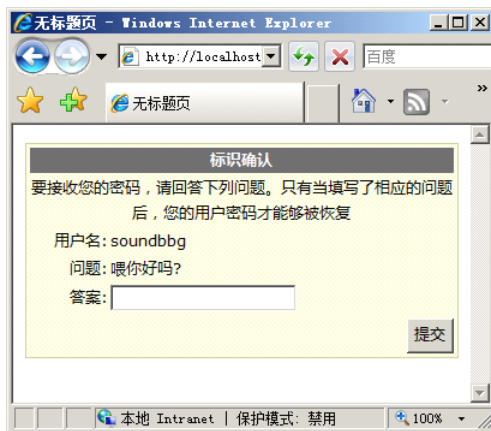 无标题页 - Windows Internet Explorer
http://localhost
百度
无标题页
»
标识确认
要接收您的密码，请回答下列问题。只有当填写了相应的问题
后，您的用户密码才能够被恢复
用户名: soundbbg
问题: 喂你好吗?
答案:
提交
本地 Intranet | 保护模式: 禁用
100%